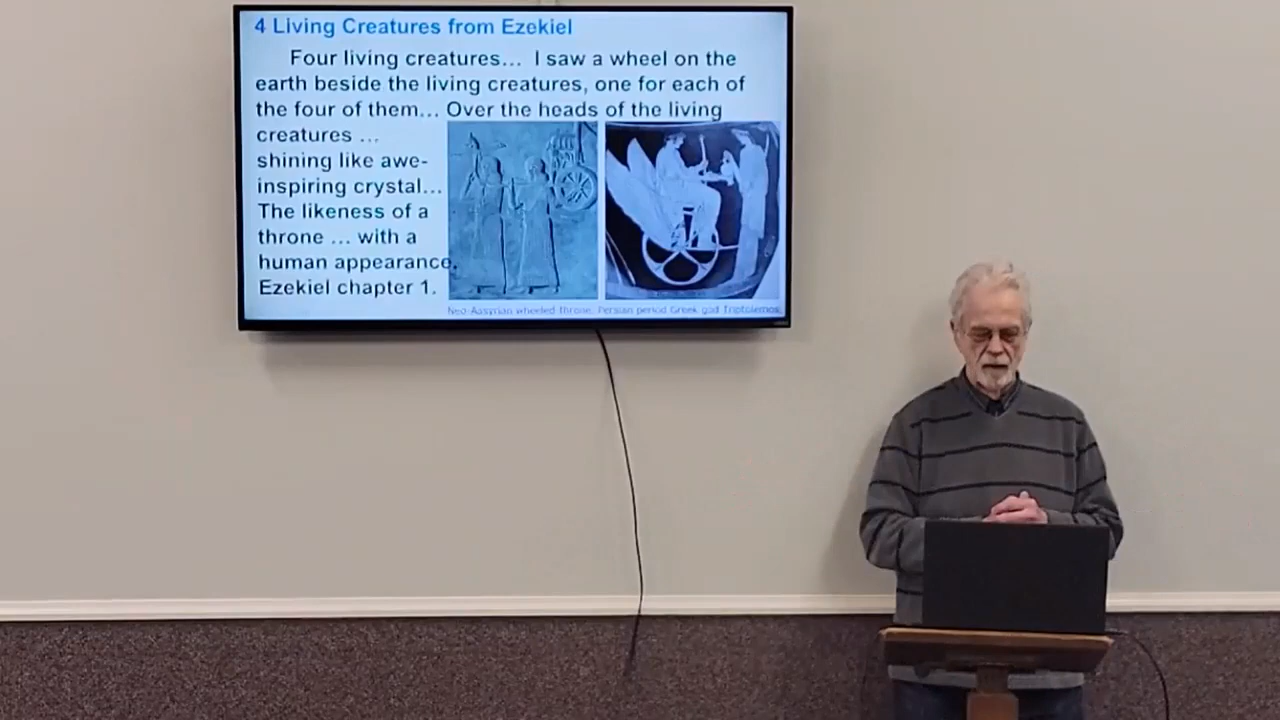 4 Living Creatures from Ezekiel
Four living creatures... I saw a wheel on the
earth beside the living creatures, one for each of
the four of them... Over the heads of the living
creatures ...
shining like awe-
inspiring crystal...
The likeness of a
throne ... with a
human appearance.
Ezekiel chapter 1.
Neo-Assyrian wheeled throne, Persian period Greek god Triptolemos